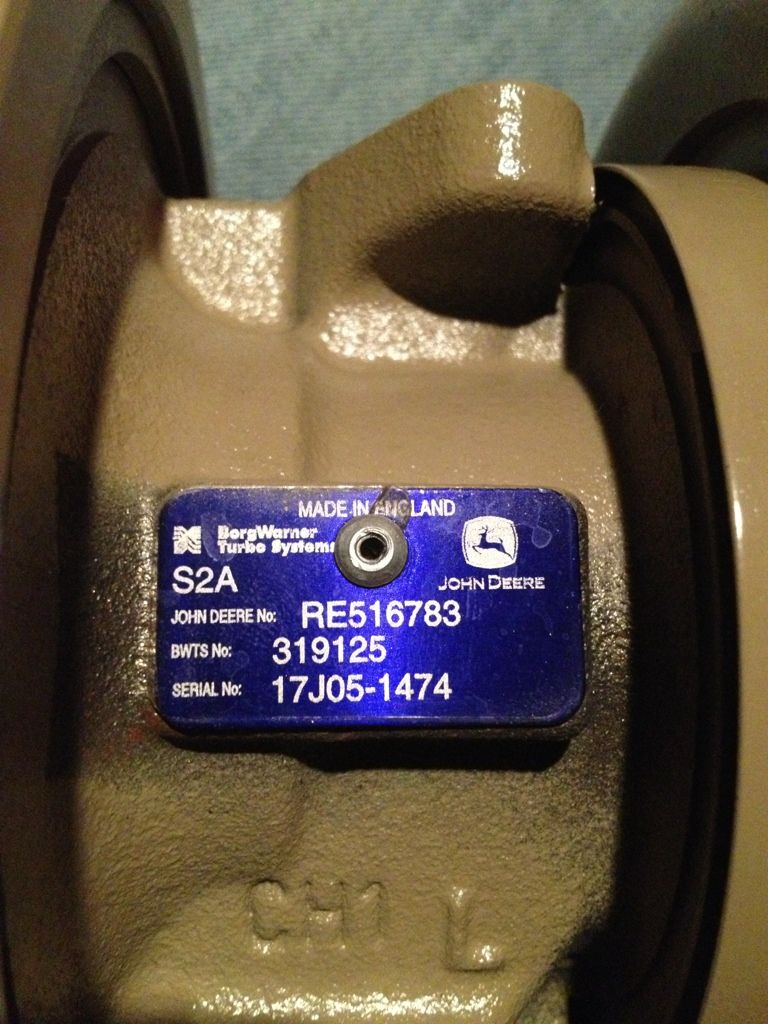 MADE IN ENGLAND
BorgWarner
Turbo Systems
S2A
JOHN DEERE
JOHN DEERE No: RE516783
BWTS No: 319125
SERIAL No: 17J05-1474